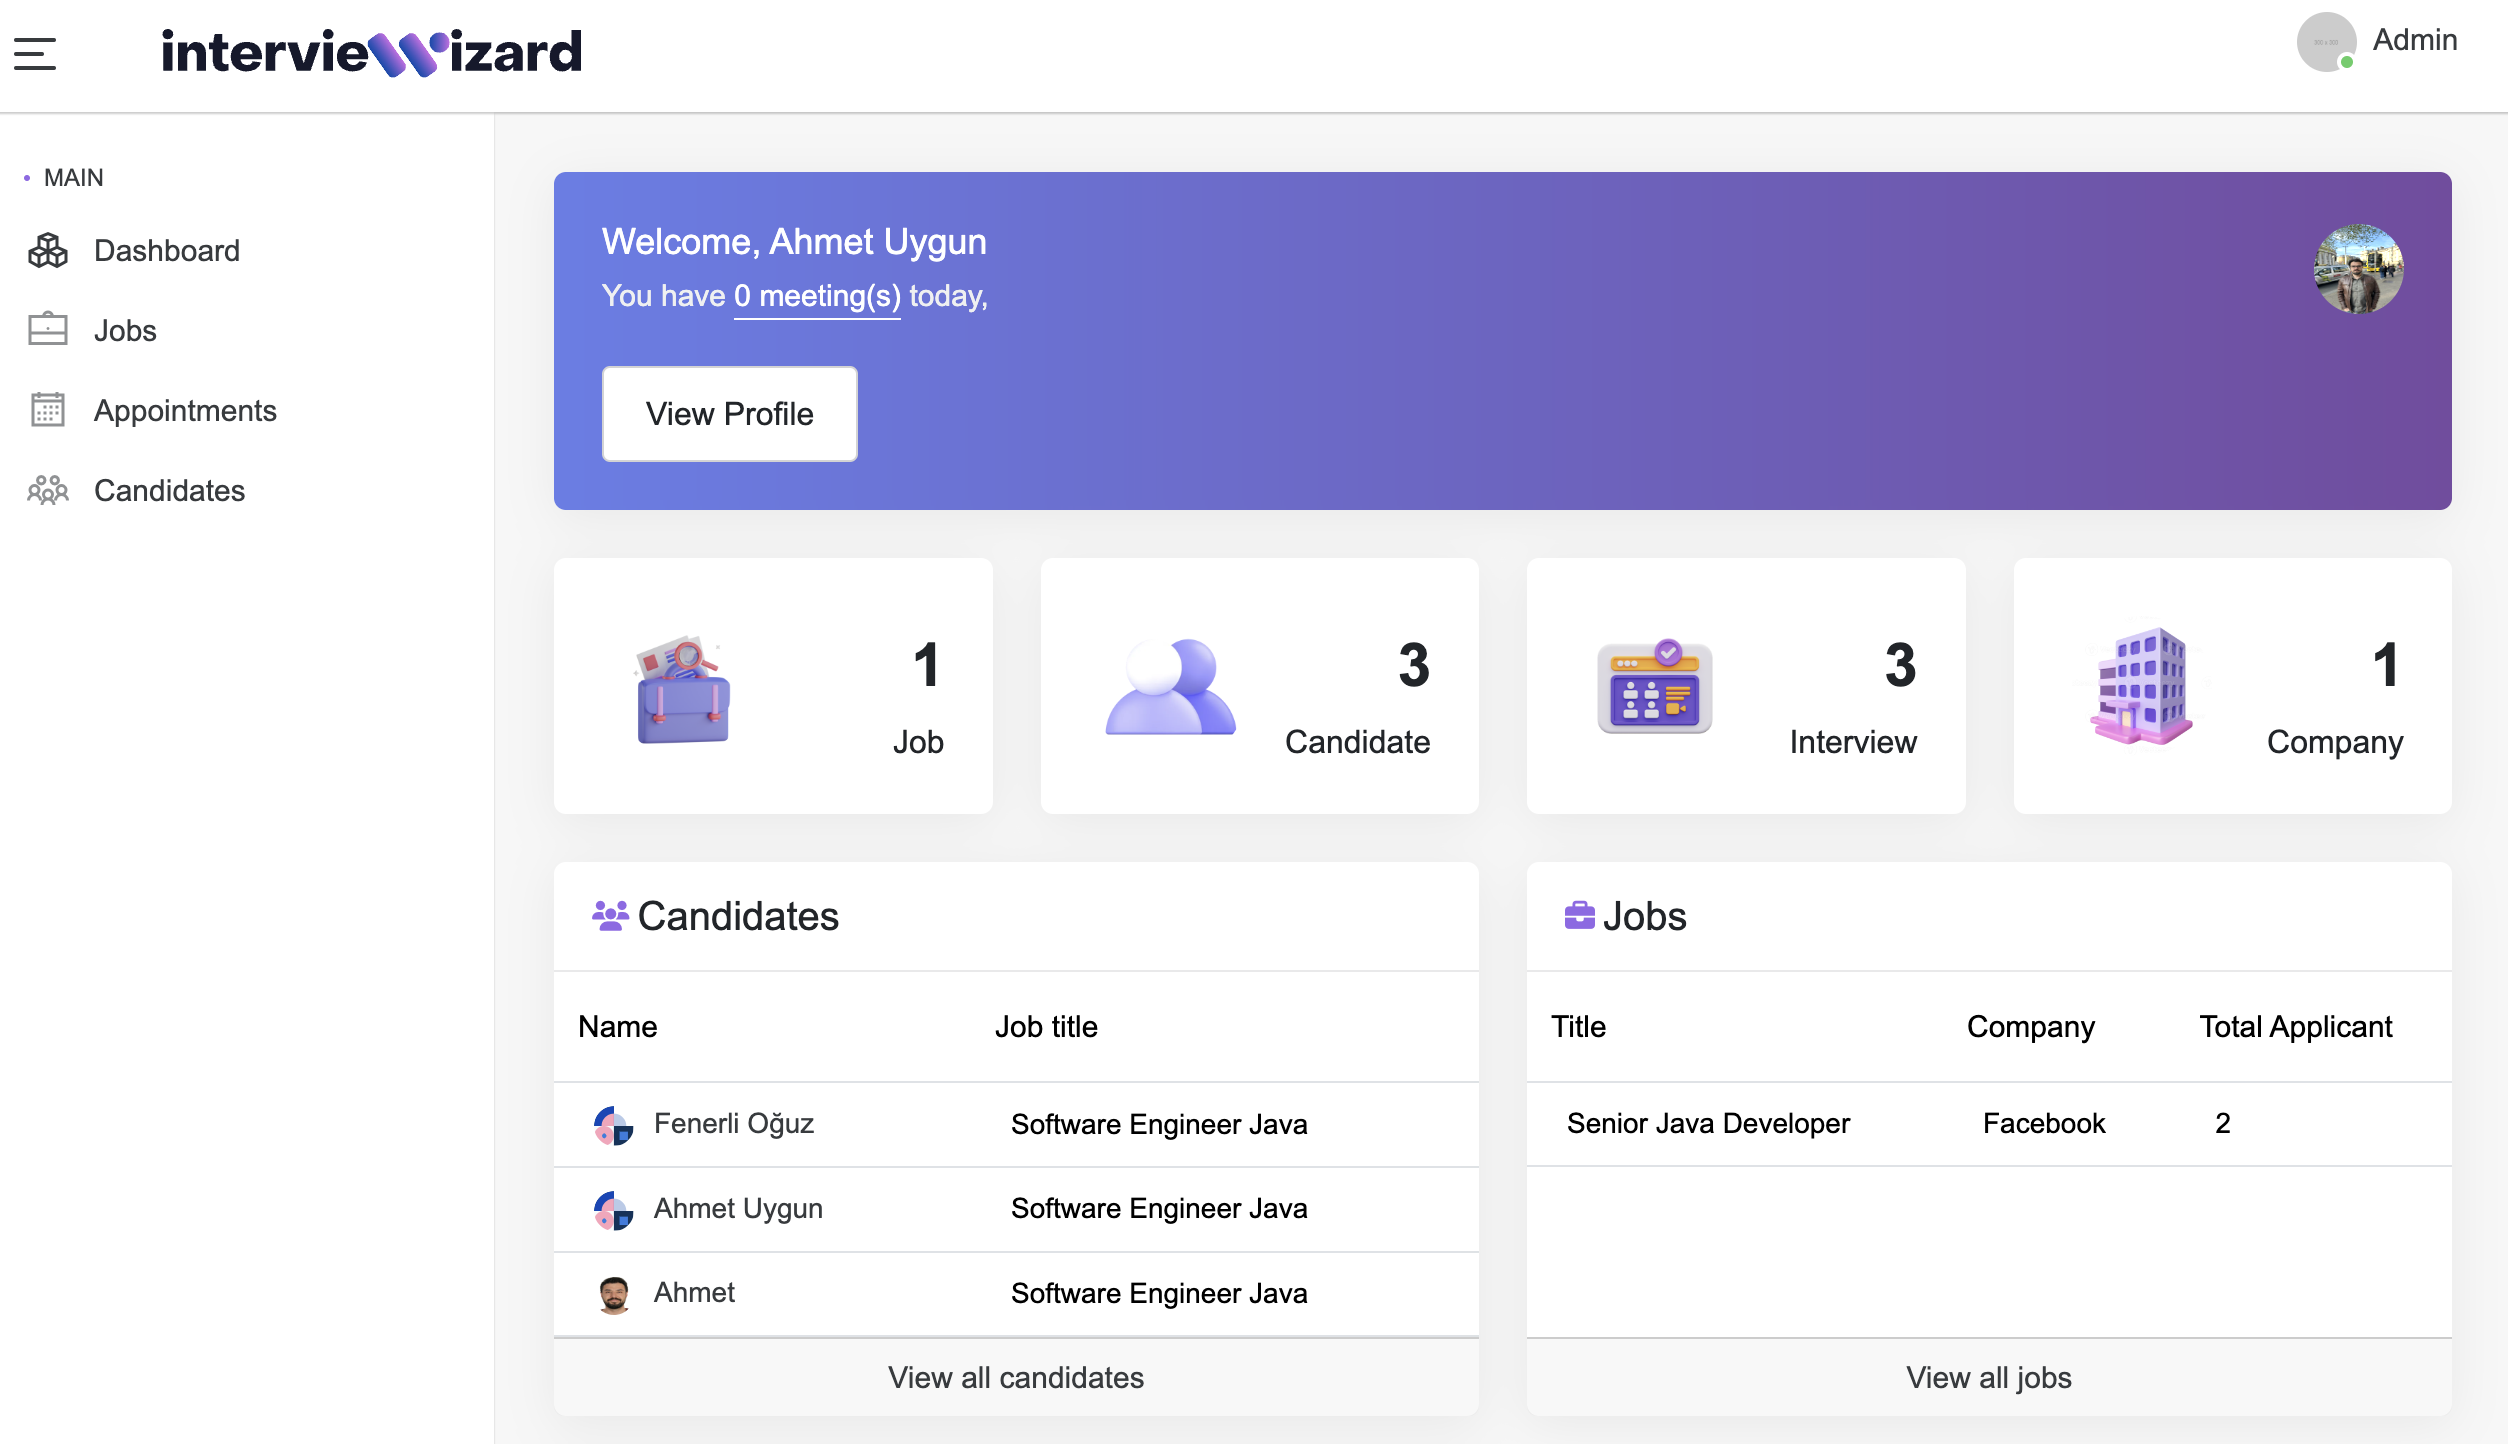 intervieWizard
Admin
MAIN
Dashboard
Jobs
Appointments
Candidates
Welcome, Ahmet Uygun
You have 0 meeting(s) today,
View Profile
1
Job
3
Candidate
3
Interview
1
Company
Candidates
Name Job title
Fenerli Oğuz Software Engineer Java
Ahmet Uygun Software Engineer Java
Ahmet Software Engineer Java
View all candidates
Jobs
Title Company Total Applicant
Senior Java Developer Facebook 2
View all jobs